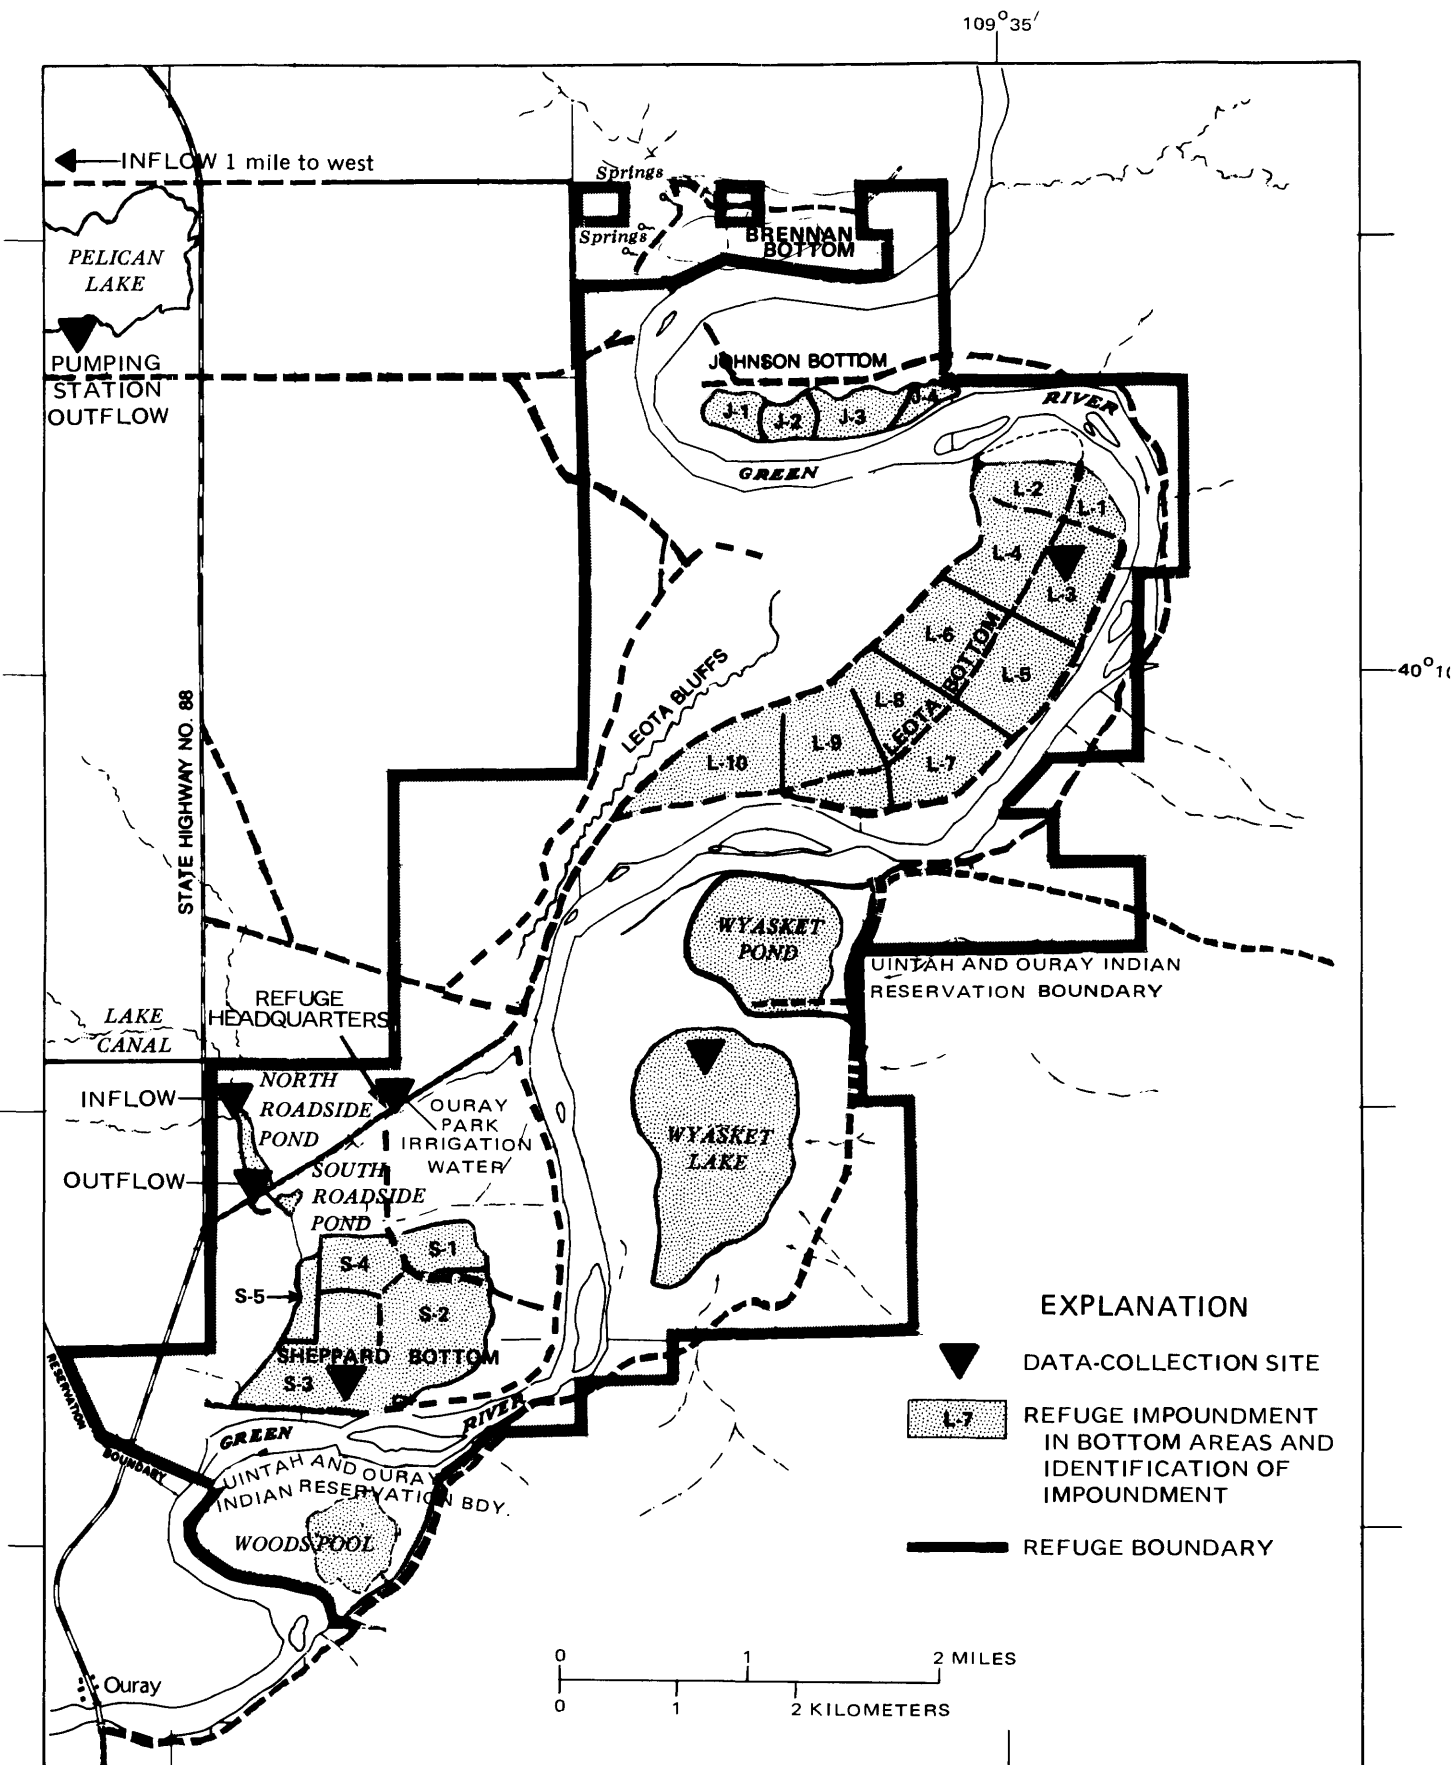 109°35′
INFLOW 1 mile to west
Springs
Springs
BRENNAN
BOTTOM
PELICAN
LAKE
PUMPING
STATION
OUTFLOW
JOHNSON BOTTOM
J-1
J-2
J-3
J-4
RIVER
GREEN
L-2
L-1
L-4
L-3
L-6
L-5
L-8
L-9
L-7
L-10
LEOTA BOTTOM
LEOTA BLUFFS
40°10
STATE HIGHWAY NO. 88
WYASKET
POND
UINTAH AND OURAY INDIAN
RESERVATION BOUNDARY
REFUGE
HEADQUARTERS
LAKE
CANAL
INFLOW
NORTH
ROADSIDE
POND
OURAY
PARK
IRRIGATION
WATER
OUTFLOW
SOUTH
ROADSIDE
POND
WYASKET
LAKE
S-1
S-4
S-5
S-2
SHEPPARD BOTTOM
S-3
GREEN
RIVER
RESERVATION
BOUNDARY
UINTAH AND OURAY
INDIAN RESERVATION BDY.
WOODS POOL
Ouray
EXPLANATION
DATA-COLLECTION SITE
L-7
REFUGE IMPOUNDMENT
IN BOTTOM AREAS AND
IDENTIFICATION OF
IMPOUNDMENT
REFUGE BOUNDARY
0 1 2 MILES
0 1 2 KILOMETERS